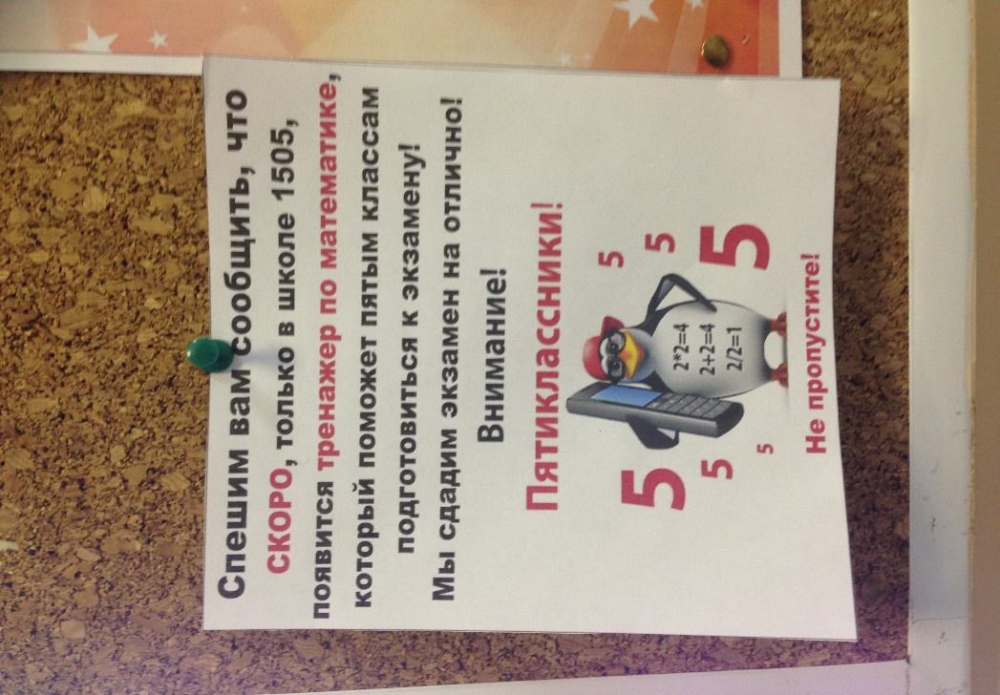 Спешим вам сообщить, что
СКОРО, только в школе 1505,
появится тренажер по математике,
который поможет пятым классам
подготовиться к экзамену!
Мы сдадим экзамен на отлично!
Внимание!
Пятиклассники!
5
5
5
5
5
5
2*2=4
2+2=4
2/2=1
Не пропустите!